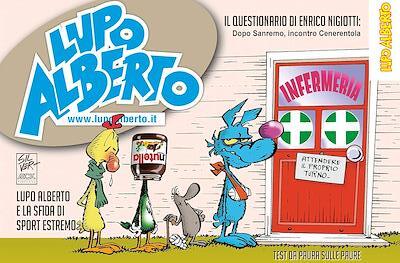 LUPO
ALBERTO
www.lupoalberto.it
IL QUESTIONARIO DI ENRICO NIGIOTTI:
Dopo Sanremo, incontro Cenerentola
LUPO ALBERTO
INFERMERIA
ATTENDERE
IL PROPRIO
TURNO.
nutella
SILVER
LUPO ALBERTO
E LA SFIDA DI
SPORT ESTREMO
TEST DA PAURA SULLE PAURE